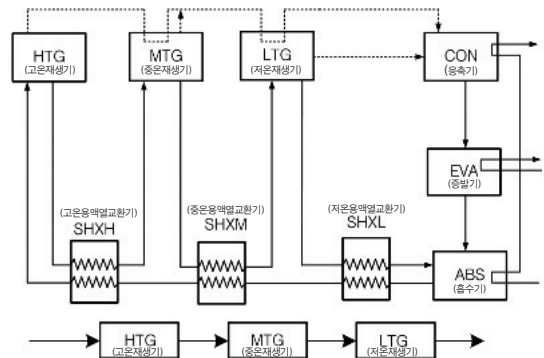 HTG
(고온재생기)
MTG
(중온재생기)
LTG
(저온재생기)
CON
(응축기)
EVA
(증발기)
(고온용액열교환기)
SHXH
(중온용액열교환기)
SHXM
(저온용액열교환기)
SHXL
ABS
(흡수기)
HTG
(고온재생기)
MTG
(중온재생기)
LTG
(저온재생기)